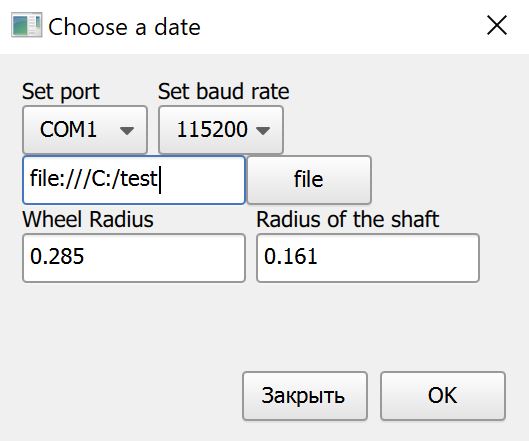 Choose a date
Set port Set baud rate
COM1 115200
file:///C:/test file
Wheel Radius Radius of the shaft
0.285 0.161
Закрыть OK